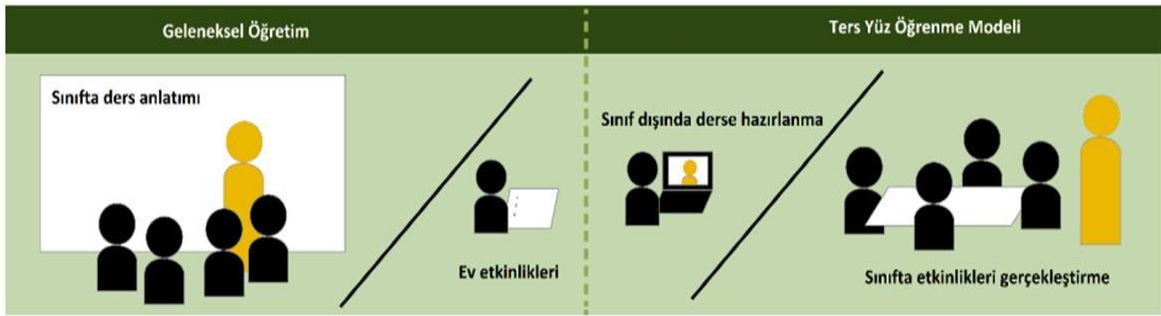 Geleneksel Öğretim
Ters Yüz Öğrenme Modeli
Sınıfta ders anlatımı
Ev etkinlikleri
Sınıf dışında derse hazırlanma
Sınıfta etkinlikleri gerçekleştirme